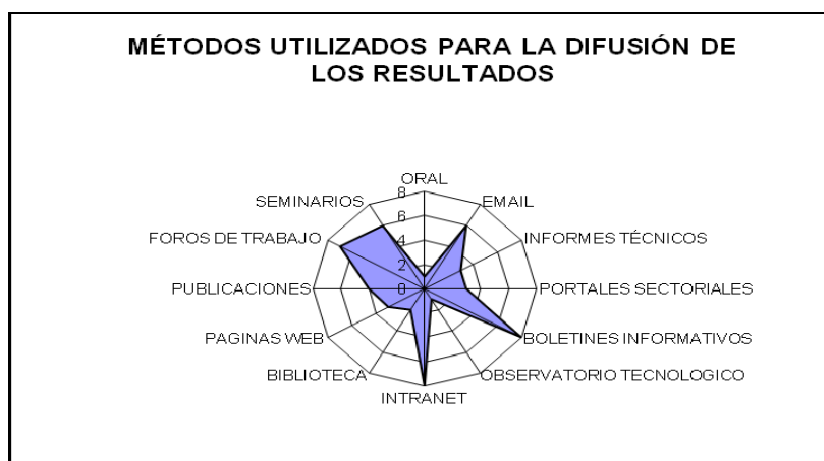 MÉTODOS UTILIZADOS PARA LA DIFUSIÓN DE
LOS RESULTADOS
ORAL
8
SEMINARIOS
EMAIL
6
FOROS DE TRABAJO
INFORMES TÉCNICOS
4
2
PUBLICACIONES
0
PORTALES SECTORIALES
PAGINAS WEB
BOLETINES INFORMATIVOS
BIBLIOTECA
OBSERVATORIO TECNOLOGICO
INTRANET